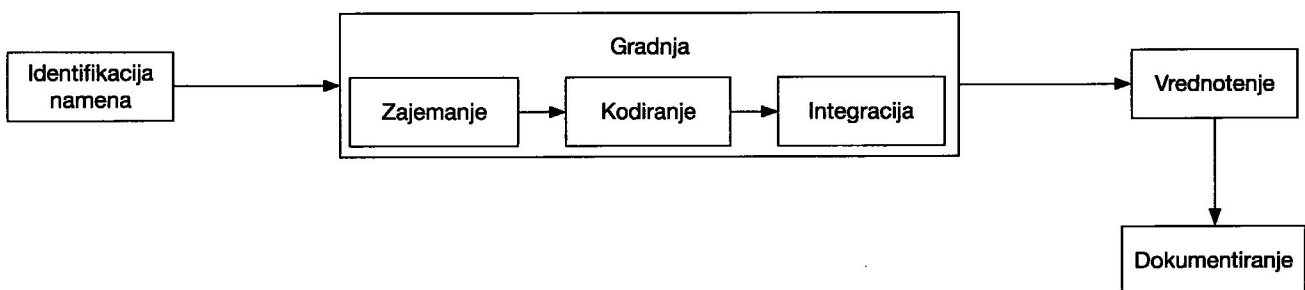 Identifikacija
namena
Gradnja
Zajemanje
Kodiranje
Integracija
Vrednotenje
Dokumentiranje